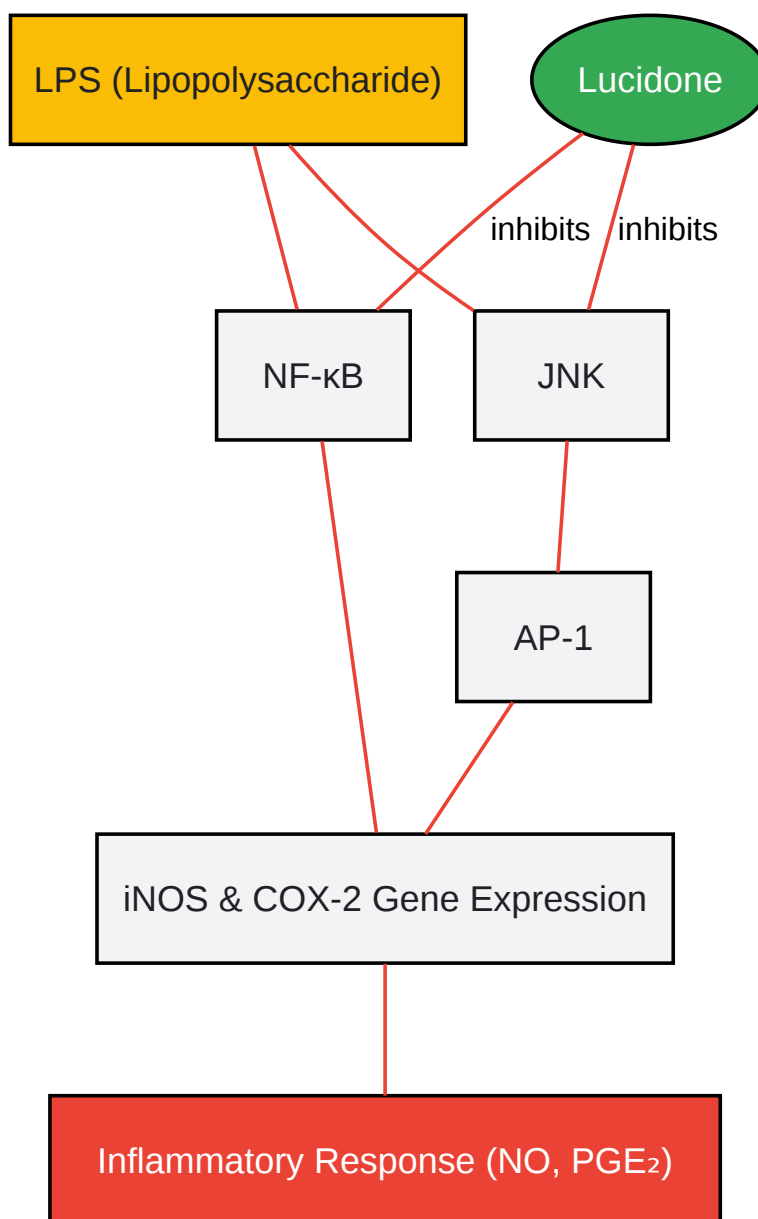 LPS (Lipopolysaccharide)
Lucidone
inhibits
inhibits
NF-κB
JNK
AP-1
iNOS & COX-2 Gene Expression
Inflammatory Response (NO, PGE₂)